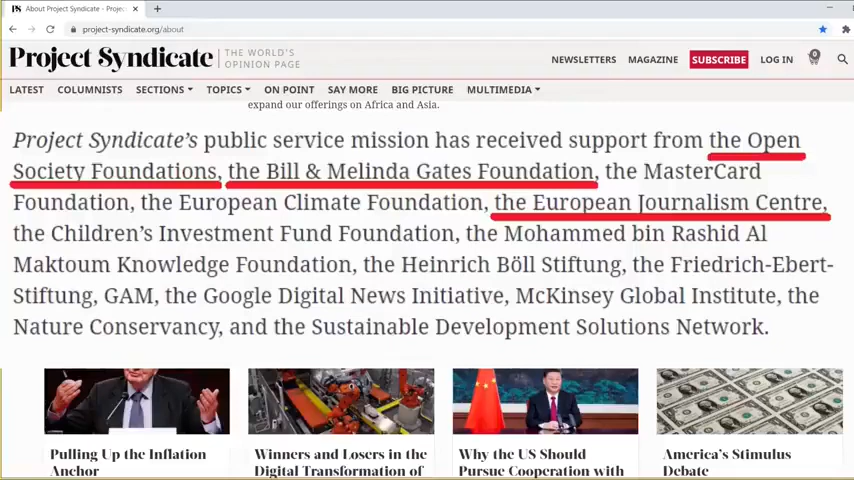 About Project Syndicate - Projec
project-syndicate.org/about
Project Syndicate
THE WORLD'S
OPINION PAGE
NEWSLETTERS MAGAZINE SUBSCRIBE LOG IN 0
LATEST COLUMNISTS SECTIONS TOPICS ON POINT SAY MORE BIG PICTURE MULTIMEDIA
expand our offerings on Africa and Asia.
Project Syndicate's public service mission has received support from the Open
Society Foundations, the Bill & Melinda Gates Foundation, the MasterCard
Foundation, the European Climate Foundation, the European Journalism Centre,
the Children's Investment Fund Foundation, the Mohammed bin Rashid Al
Maktoum Knowledge Foundation, the Heinrich Böll Stiftung, the Friedrich-Ebert-
Stiftung, GAM, the Google Digital News Initiative, McKinsey Global Institute, the
Nature Conservancy, and the Sustainable Development Solutions Network.
Pulling Up the Inflation
Anchor
Winners and Losers in the
Digital Transformation of
Why the US Should
Pursue Cooperation with
America's Stimulus
Debate